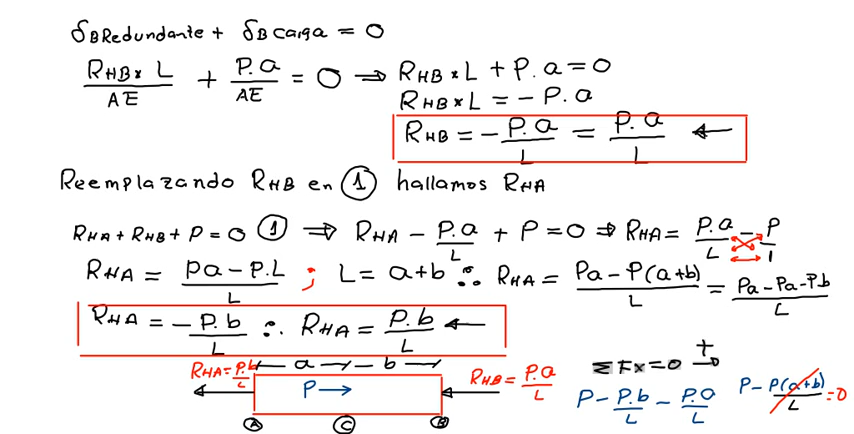 δB Redundante + δB carga = 0
RHB × L / AE + P.a / AE = 0 ⇒ RHB × L + P.a = 0
RHB × L = - P.a
RHB = - P.a / L = P.a / L ←
Reemplazando RHB en ① hallamos RHA
RHA + RHB + P = 0 ① ⇒ RHA - P.a / L + P = 0 ⇒ RHA = P.a / L - P / 1
RHA = Pa - P.L / L ; L = a+b ∴ RHA = Pa - P(a+b) / L = Pa - Pa - P.b / L
RHA = - P.b / L ∴ RHA = P.b / L ←
RHA = P.b / L a b
P → RHB = P.a / L
A C B
ΣFx = 0 →+
P - P.b / L - P.a / L P - P(a+b) / L = 0